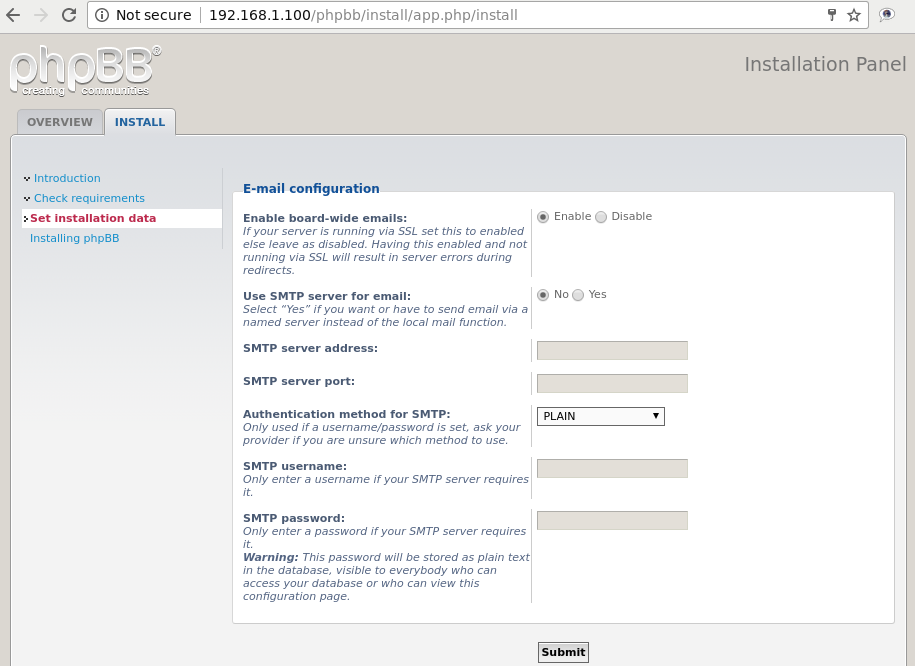 Not secure | 192.168.1.100/phpbb/install/app.php/install
phpBB®
creating communities
Installation Panel
OVERVIEW
INSTALL
Introduction
Check requirements
Set installation data
Installing phpBB
E-mail configuration
Enable board-wide emails:
If your server is running via SSL set this to enabled
else leave as disabled. Having this enabled and not
running via SSL will result in server errors during
redirects.
Enable Disable
Use SMTP server for email:
Select “Yes” if you want or have to send email via a
named server instead of the local mail function.
No Yes
SMTP server address:
SMTP server port:
Authentication method for SMTP:
Only used if a username/password is set, ask your
provider if you are unsure which method to use.
PLAIN
SMTP username:
Only enter a username if your SMTP server requires
it.
SMTP password:
Only enter a password if your SMTP server requires
it.
Warning: This password will be stored as plain text
in the database, visible to everybody who can
access your database or who can view this
configuration page.
Submit